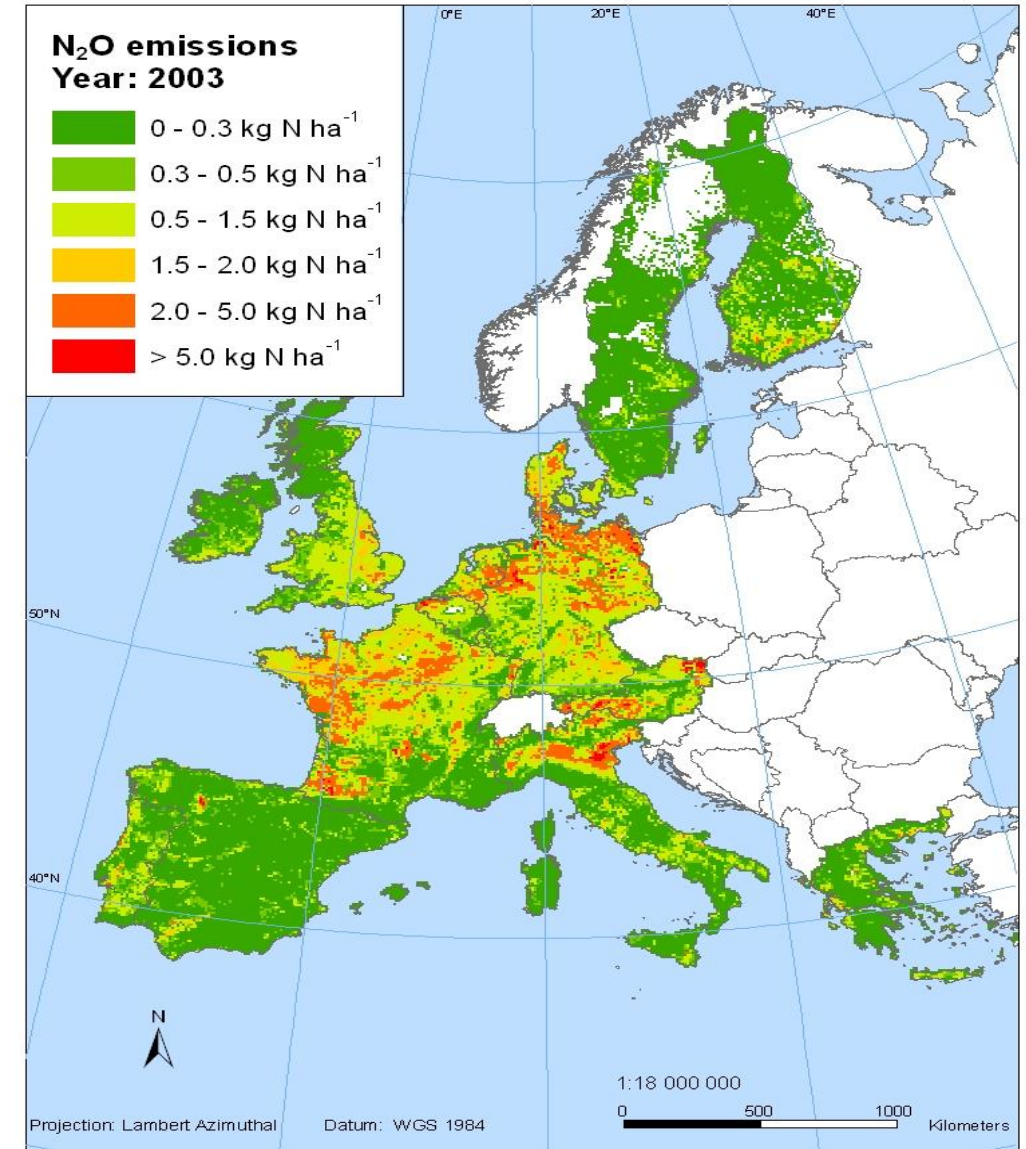 0°E 20°E 40°E
N₂O emissions
Year: 2003
0 - 0.3 kg N ha⁻¹
0.3 - 0.5 kg N ha⁻¹
0.5 - 1.5 kg N ha⁻¹
1.5 - 2.0 kg N ha⁻¹
2.0 - 5.0 kg N ha⁻¹
> 5.0 kg N ha⁻¹
50°N
40°N
N
1:18 000 000
0 500 1000
Projection: Lambert Azimuthal Datum: WGS 1984 Kilometers